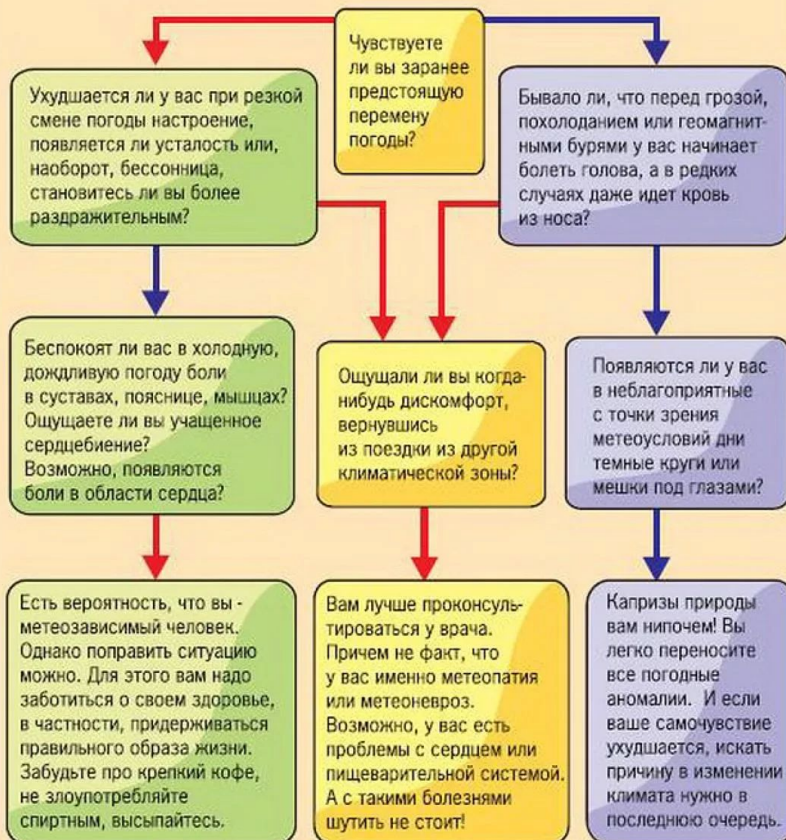 Чувствуете
ли вы заранее
предстоящую
перемену
погоды?
Ухудшается ли у вас при резкой
смене погоды настроение,
появляется ли усталость или,
наоборот, бессонница,
становитесь ли вы более
раздражительным?
Бывало ли, что перед грозой,
похолоданием или геомагнит-
ными бурями у вас начинает
болеть голова, а в редких
случаях даже идет кровь
из носа?
Беспокоят ли вас в холодную,
дождливую погоду боли
в суставах, пояснице, мышцах?
Ощущаете ли вы учащенное
сердцебиение?
Возможно, появляются
боли в области сердца?
Ощущали ли вы когда-
нибудь дискомфорт,
вернувшись
из поездки из другой
климатической зоны?
Появляются ли у вас
в неблагоприятные
с точки зрения
метеоусловий дни
темные круги или
мешки под глазами?
Есть вероятность, что вы -
метеозависимый человек.
Однако поправить ситуацию
можно. Для этого вам надо
заботиться о своем здоровье,
в частности, придерживаться
правильного образа жизни.
Забудьте про крепкий кофе,
не злоупотребляйте
спиртным, высыпайтесь.
Вам лучше проконсуль-
тироваться у врача.
Причем не факт, что
у вас именно метеопатия
или метеоневроз.
Возможно, у вас есть
проблемы с сердцем или
пищеварительной системой.
А с такими болезнями
шутить не стоит!
Капризы природы
вам нипочем! Вы
легко переносите
все погодные
аномалии. И если
ваше самочувствие
ухудшается, искать
причину в изменении
климата нужно в
последнюю очередь.